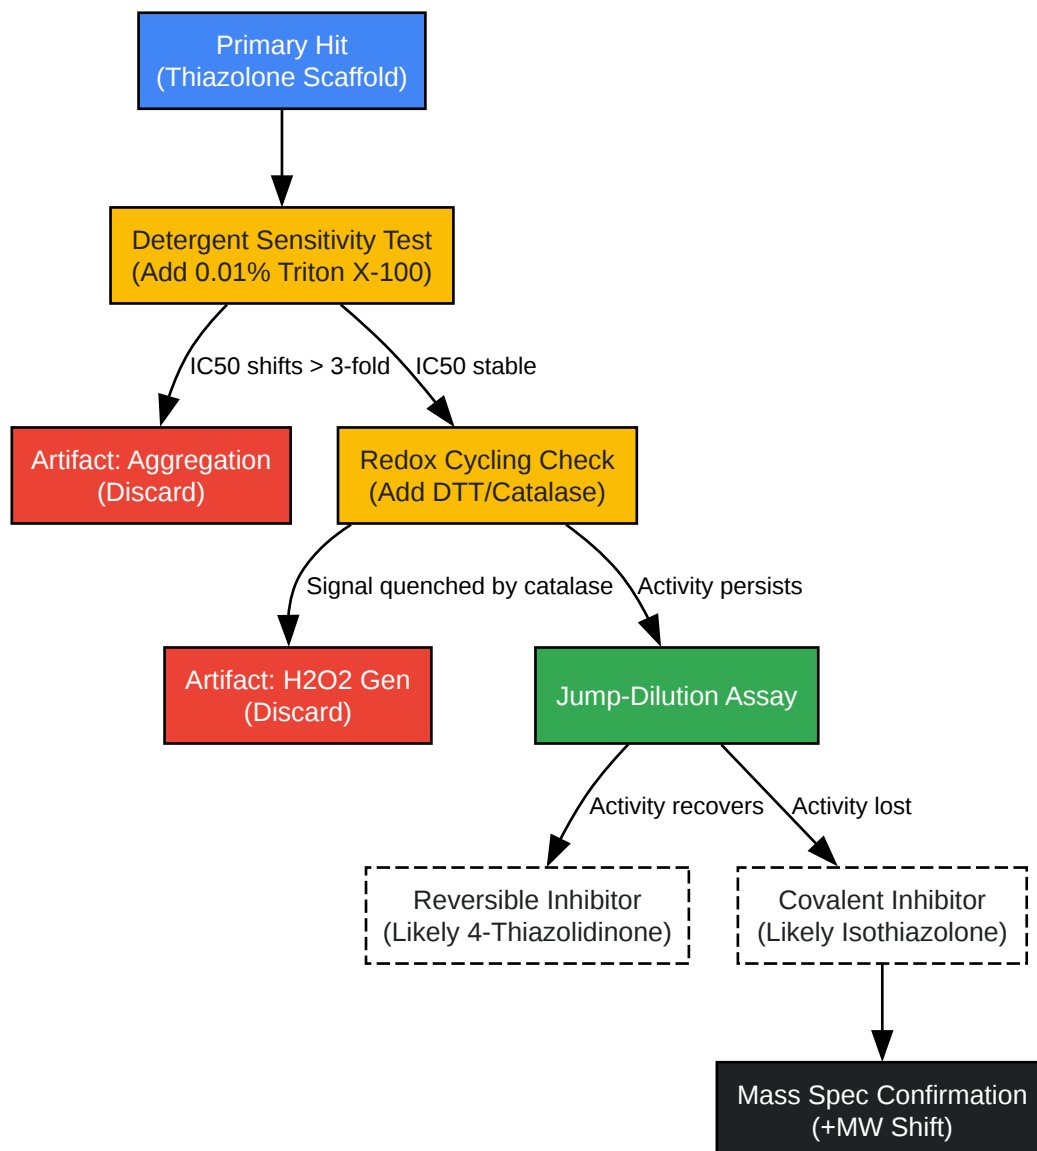 Primary Hit
(Thiazolone Scaffold)
Detergent Sensitivity Test
(Add 0.01% Triton X-100)
IC50 shifts > 3-fold
IC50 stable
Artifact: Aggregation
(Discard)
Redox Cycling Check
(Add DTT/Catalase)
Signal quenched by catalase
Activity persists
Artifact: H2O2 Gen
(Discard)
Jump-Dilution Assay
Activity recovers
Activity lost
Reversible Inhibitor
(Likely 4-Thiazolidinone)
Covalent Inhibitor
(Likely Isothiazolone)
Mass Spec Confirmation
(+MW Shift)